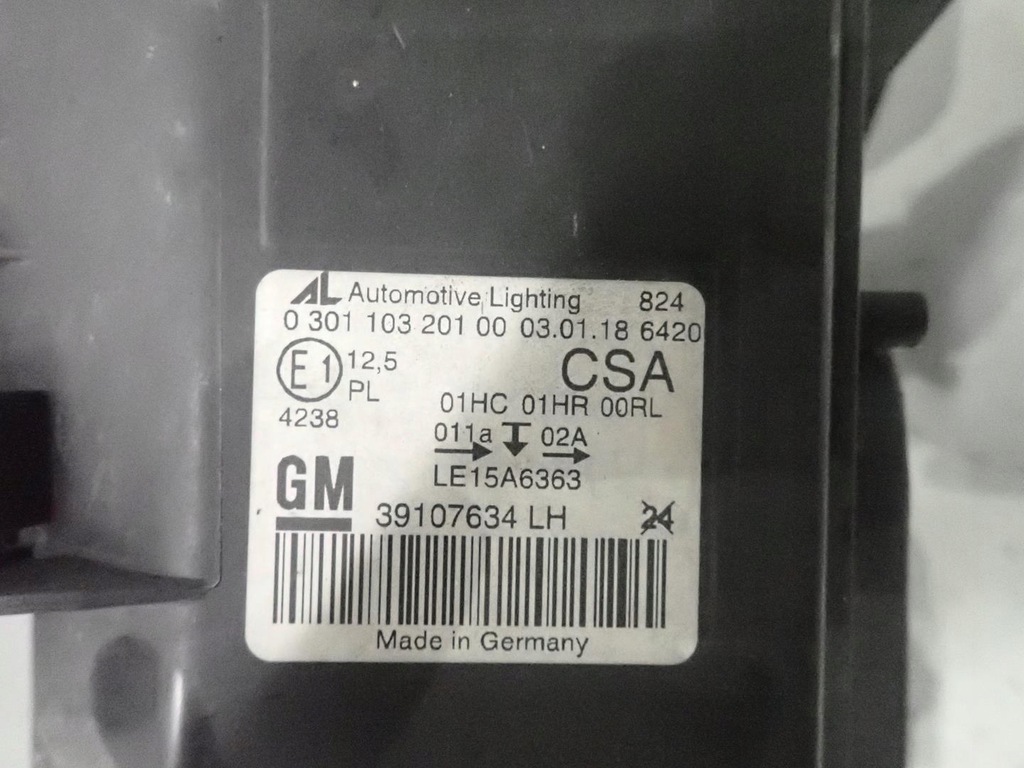 AL Automotive Lighting 824
0 301 103 201 00 03.01.18 6420
E1 12,5 CSA
PL
4238 01HC 01HR 00RL
011a 02A
LE15A6363
GM
39107634 LH 24
Made in Germany